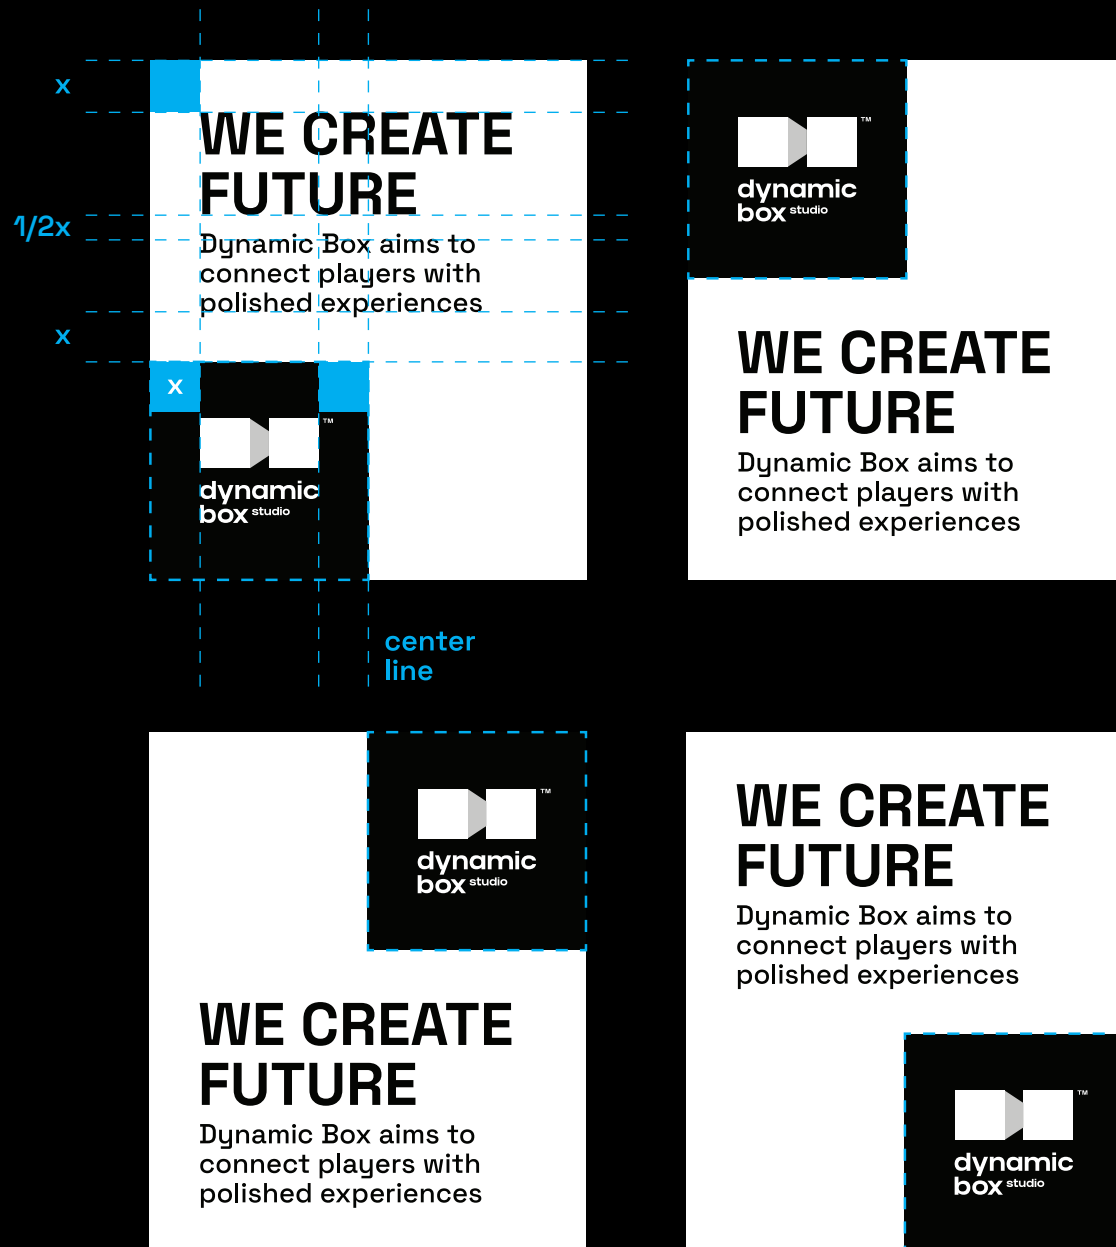 x
WE CREATE
FUTURE
1/2x
Dynamic Box aims to
connect players with
polished experiences
x
x
TM
dynamic
box studio
center
line
TM
dynamic
box studio
WE CREATE
FUTURE
Dynamic Box aims to
connect players with
polished experiences
TM
dynamic
box studio
WE CREATE
FUTURE
Dynamic Box aims to
connect players with
polished experiences
WE CREATE
FUTURE
Dynamic Box aims to
connect players with
polished experiences
TM
dynamic
box studio